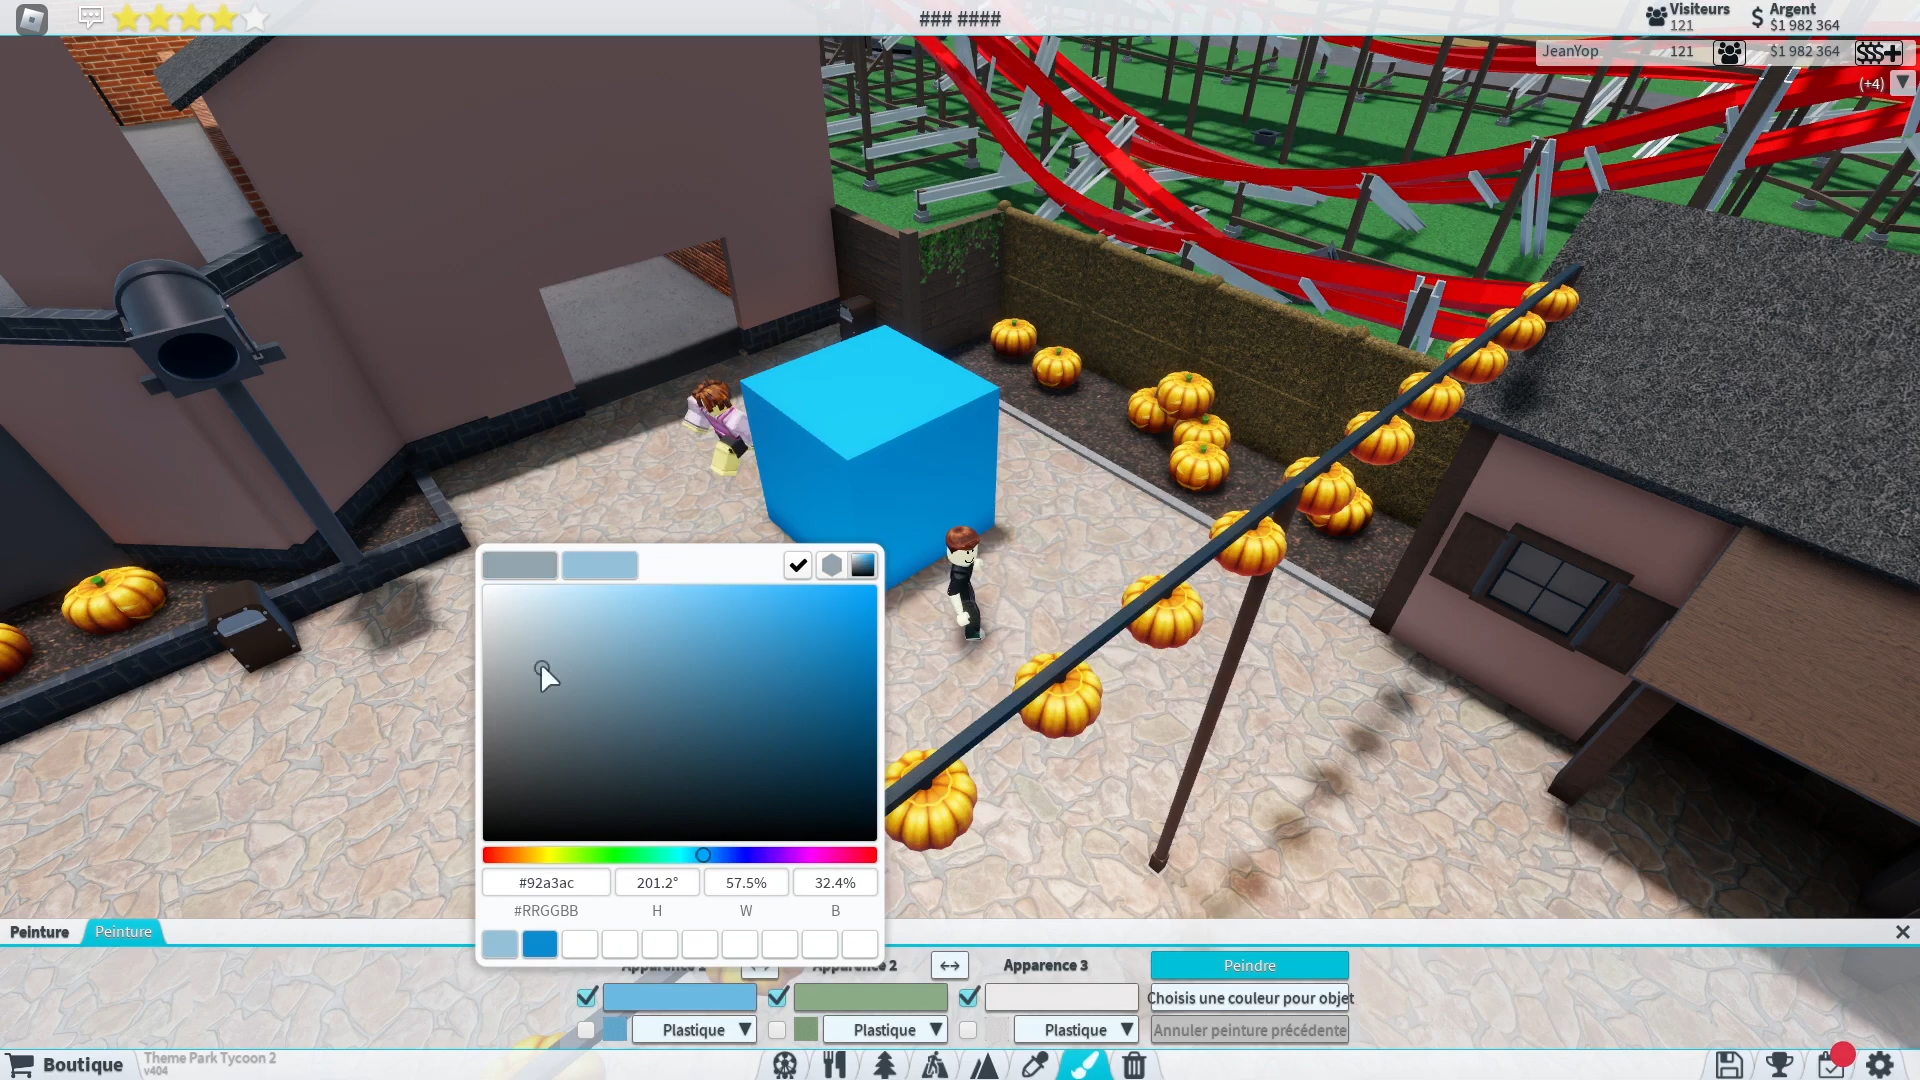 ### ####
Visiteurs
121
$ Argent
$1 982 364
JeanYop
121
$1 982 364
$$$+
(+4)
#92a3ac
201.2°
57.5%
32.4%
#RRGGBB
H
W
B
Peinture
Peinture
Apparence 1
Apparence 2
Apparence 3
Peindre
Choisis une couleur pour objet
Plastique
Plastique
Plastique
Annuler peinture précédente
Boutique
Theme Park Tycoon 2
v404